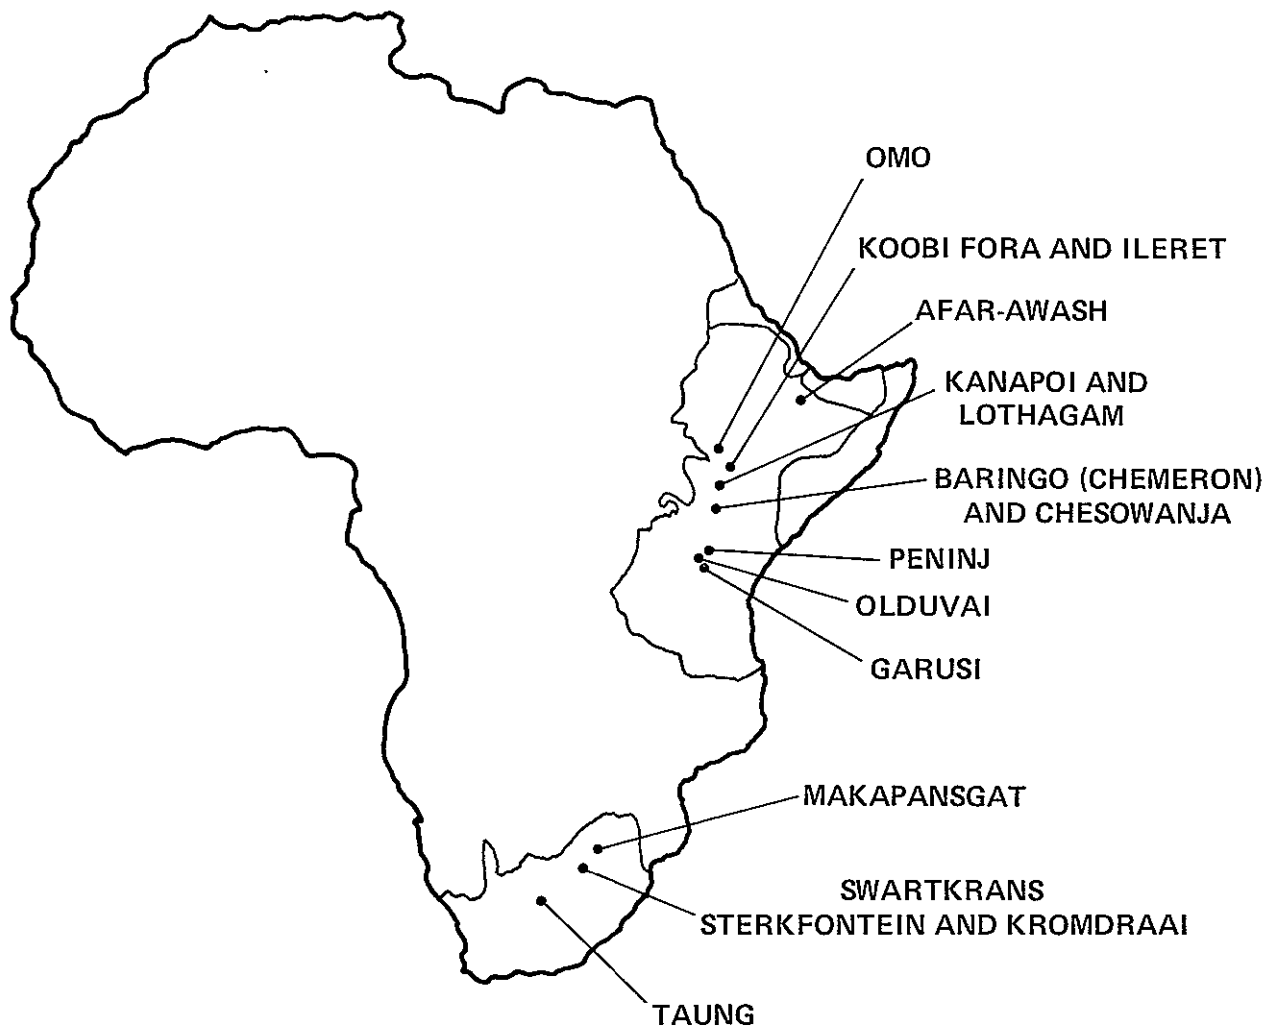 OMO
KOOBI FORA AND ILERET
AFAR-AWASH
KANAPOI AND
LOTHAGAM
BARINGO (CHEMERON)
AND CHESOWANJA
PENINJ
OLDUVAI
GARUSI
MAKAPANSGAT
SWARTKRANS
STERKFONTEIN AND KROMDRAAI
TAUNG